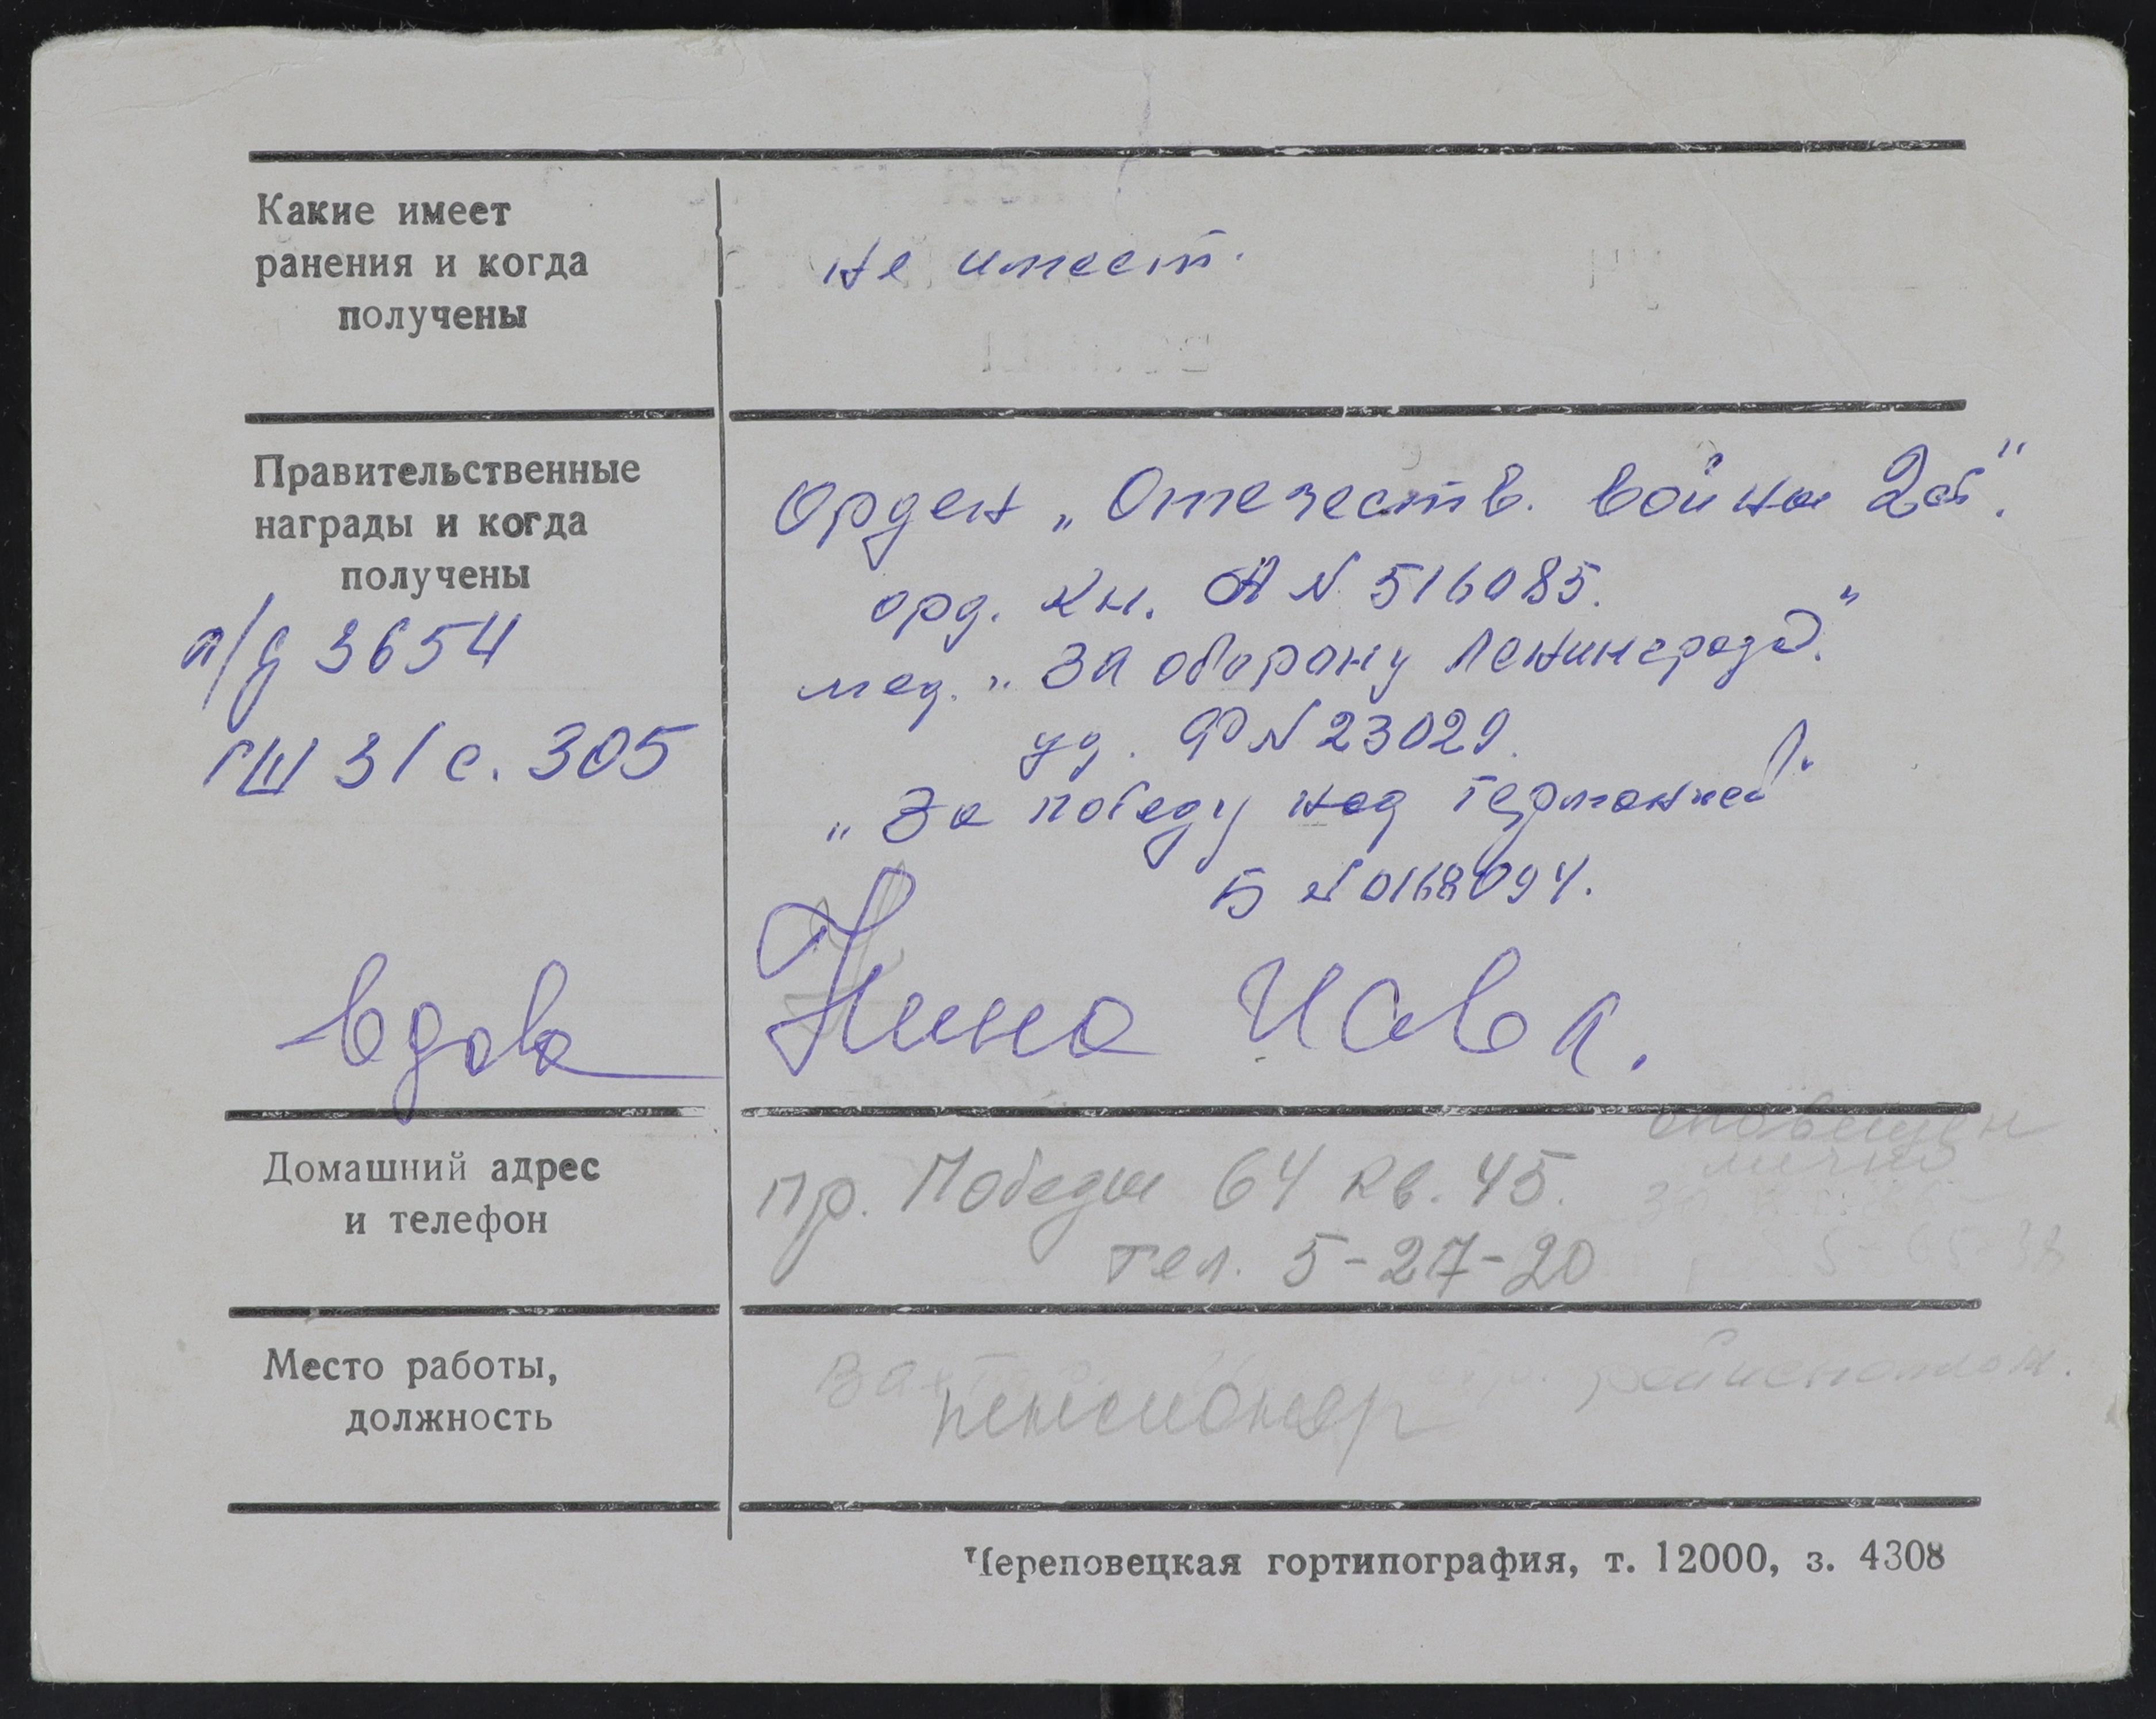 Какие имеет
ранения и когда
получены
не имеет.
Правительственные
награды и когда
получены
Орден „Отечеств. войны 2ст".
орд. кн. А № 516085.
мед. „За оборону Ленинграда".
уд. Ф № 23029.
„За победу над Германией".
Б № 0168094.
п/д 3654
ГШ 31 с. 305
вдова
Нина
Домашний адрес
и телефон
пр. Победы 64 кв. 45.
тел. 5-27-20
оповещен
лично
Место работы,
должность
пенсионер
Череповецкая гортипография, т. 12000, з. 4308